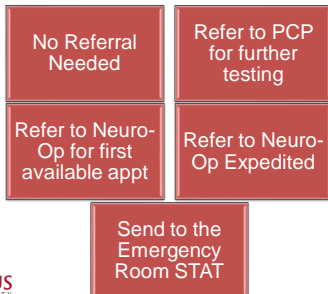 No Referral
Needed
Refer to PCP
for further
testing
Refer to Neuro-
Op for first
available appt
Refer to Neuro-
Op Expedited
Send to the
Emergency
Room STAT
US